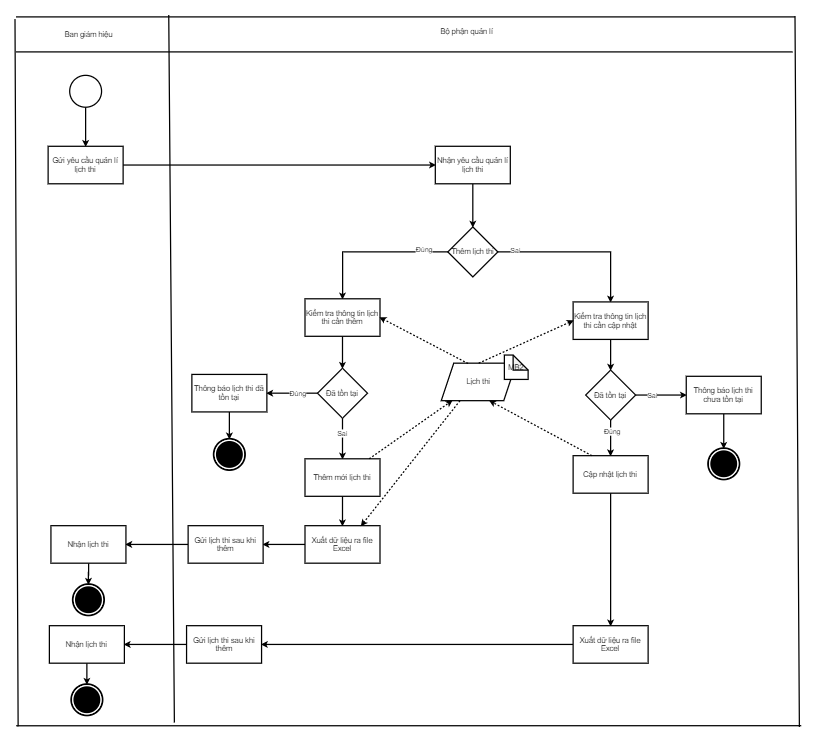 Ban giám hiệu
Bộ phận quản lí
Gửi yêu cầu quản lí
lịch thi
Nhận yêu cầu quản lí
lịch thi
Đúng
Thêm lịch thi
Sai
Kiểm tra thông tin lịch
thi cần thêm
Kiểm tra thông tin lịch
thi cần cập nhật
Lịch thi
Thông báo lịch thi đã
tồn tại
Đúng
Đã tồn tại
Đã tồn tại
Sai
Thông báo lịch thi
chưa tồn tại
Sai
Đúng
Thêm mới lịch thi
Cập nhật lịch thi
Nhận lịch thi
Gửi lịch thi sau khi
thêm
Xuất dữ liệu ra file
Excel
Nhận lịch thi
Gửi lịch thi sau khi
thêm
Xuất dữ liệu ra file
Excel